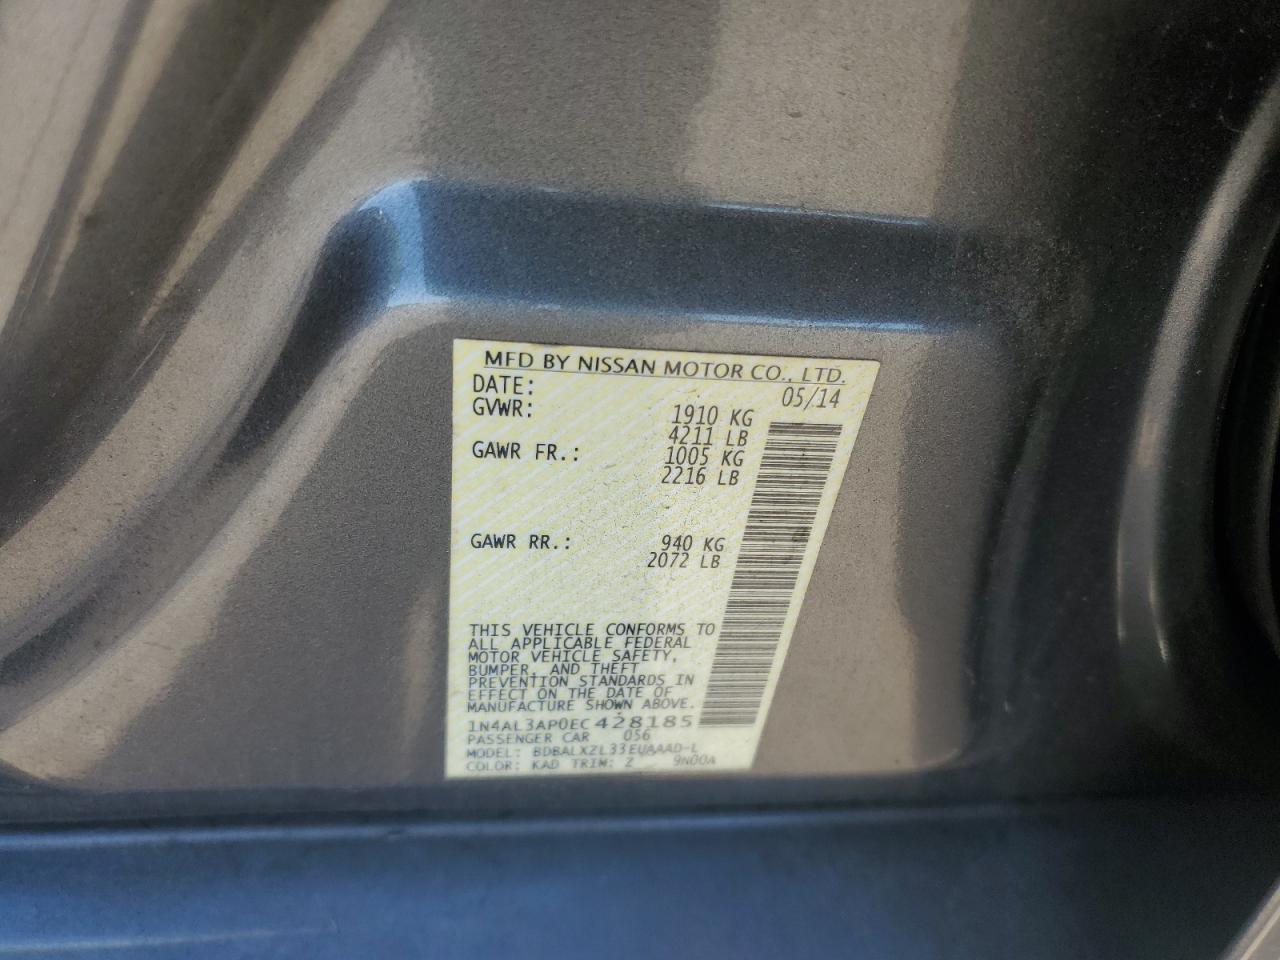 MFD BY NISSAN MOTOR CO., LTD.
DATE: 05/14
GVWR: 1910 KG
4211 LB
GAWR FR.: 1005 KG
2216 LB
GAWR RR.: 940 KG
2072 LB
THIS VEHICLE CONFORMS TO
ALL APPLICABLE FEDERAL
MOTOR VEHICLE SAFETY,
BUMPER, AND THEFT
PREVENTION STANDARDS IN
EFFECT ON THE DATE OF
MANUFACTURE SHOWN ABOVE.
1N4AL3AP0EC428185
PASSENGER CAR 056
MODEL: BDBALXZL33EUAAAD-L
COLOR: KAD TRIM: Z 9N00A